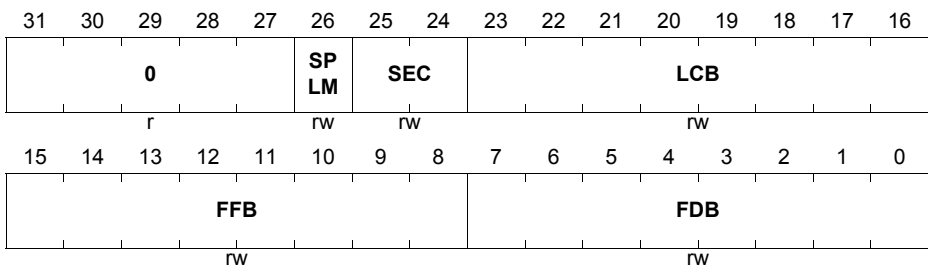 31 30 29 28 27 26 25 24 23 22 21 20 19 18 17 16
0 SP LM SEC LCB
r rw rw rw
15 14 13 12 11 10 9 8 7 6 5 4 3 2 1 0
FFB FDB
rw rw